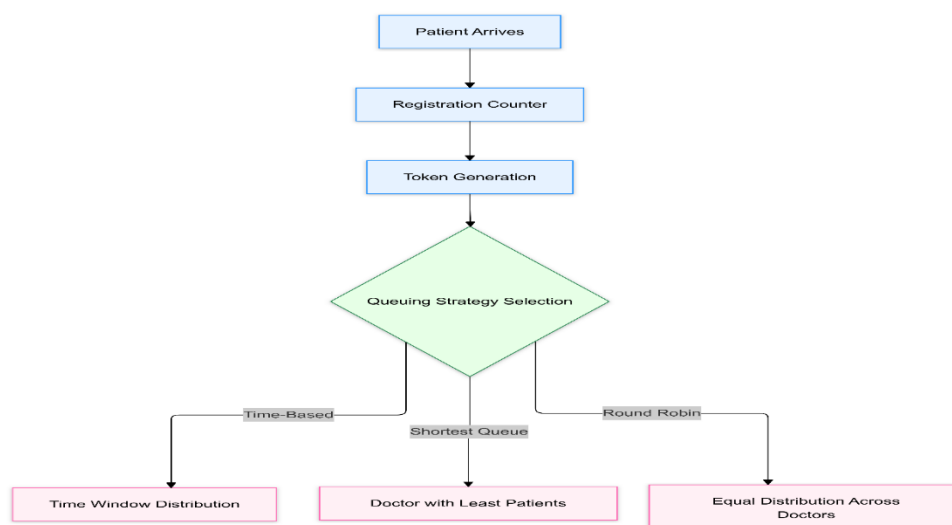 Patient Arrives
Registration Counter
Token Generation
Queuing Strategy Selection
Time-Based
Shortest Queue
Round Robin
Time Window Distribution
Doctor with Least Patients
Equal Distribution Across
Doctors